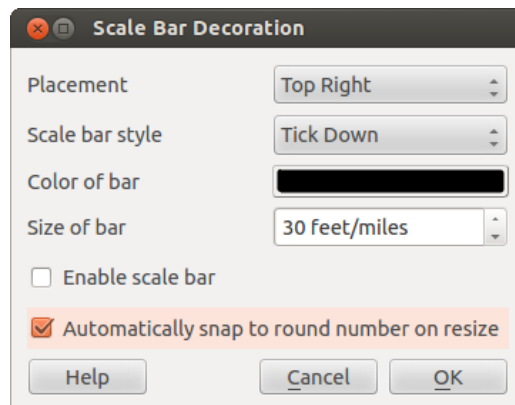 Scale Bar Decoration
Placement Top Right
Scale bar style Tick Down
Color of bar
Size of bar 30 feet/miles
Enable scale bar
Automatically snap to round number on resize
Help Cancel OK